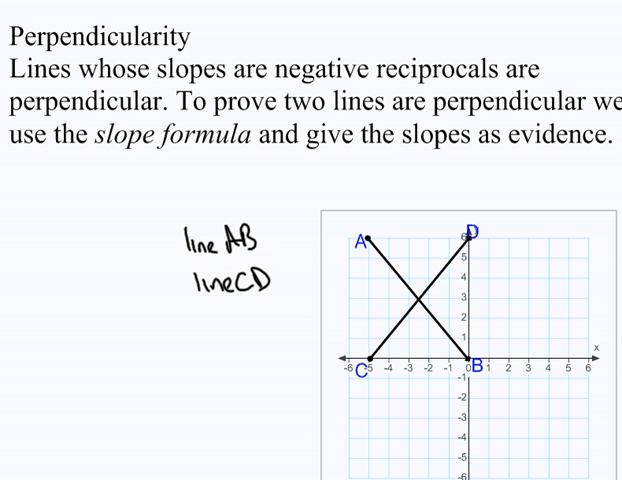 Perpendicularity
Lines whose slopes are negative reciprocals are
perpendicular. To prove two lines are perpendicular we
use the slope formula and give the slopes as evidence.
line AB
line CD
A
D
6
5
4
3
2
1
x
-6 C -5 -4 -3 -2 -1 0 B 1 2 3 4 5 6
-1
-2
-3
-4
-5
-6